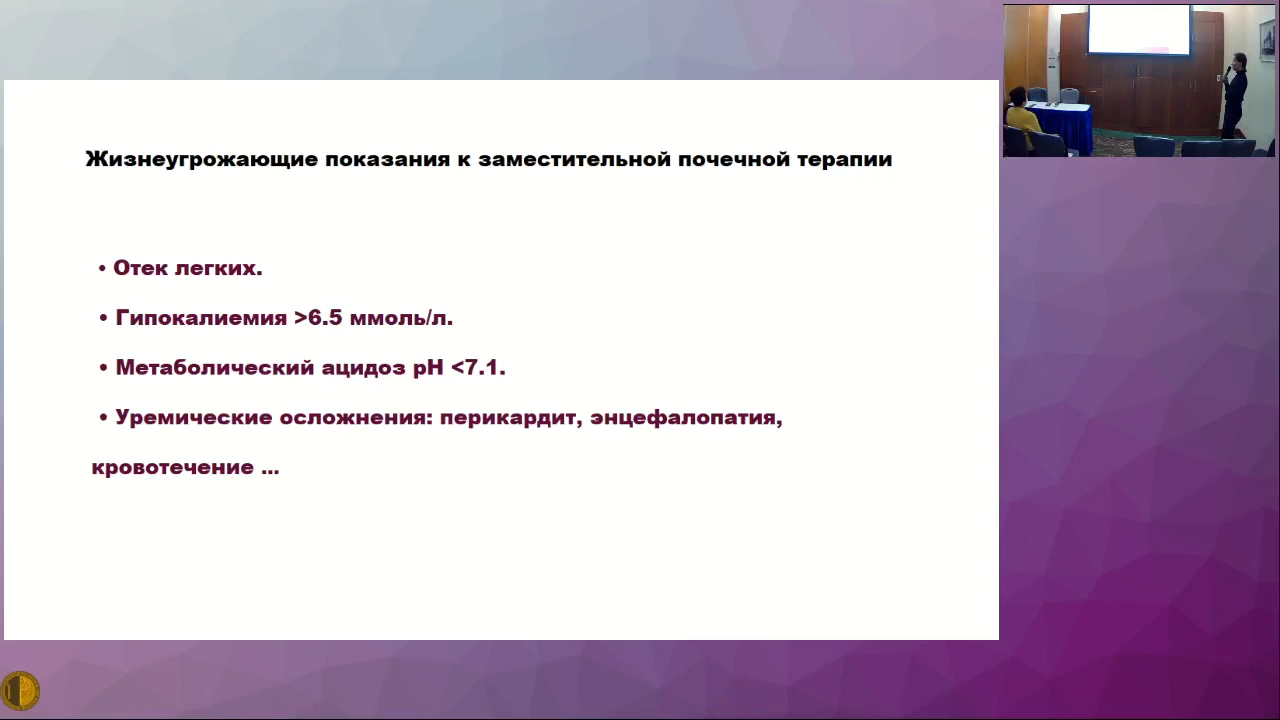 Жизнеугрожающие показания к заместительной почечной терапии
• Отек легких.
• Гипокалиемия >6.5 ммоль/л.
• Метаболический ацидоз pH <7.1.
• Уремические осложнения: перикардит, энцефалопатия,
кровотечение ...